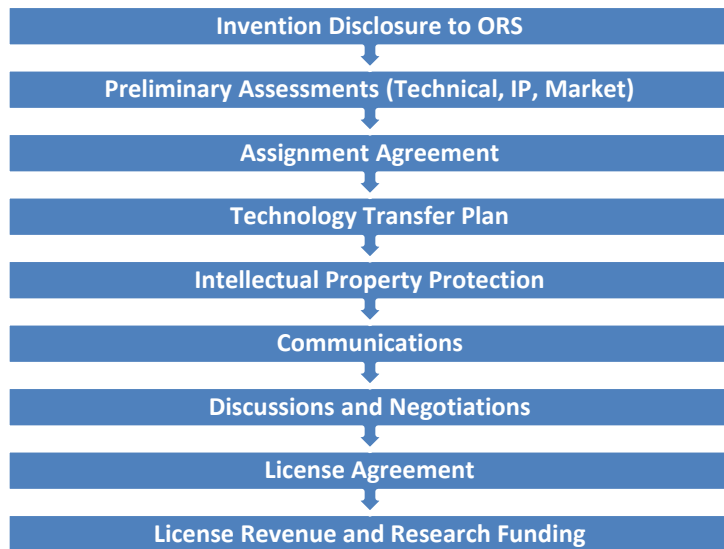 Invention Disclosure to ORS
Preliminary Assessments (Technical, IP, Market)
Assignment Agreement
Technology Transfer Plan
Intellectual Property Protection
Communications
Discussions and Negotiations
License Agreement
License Revenue and Research Funding